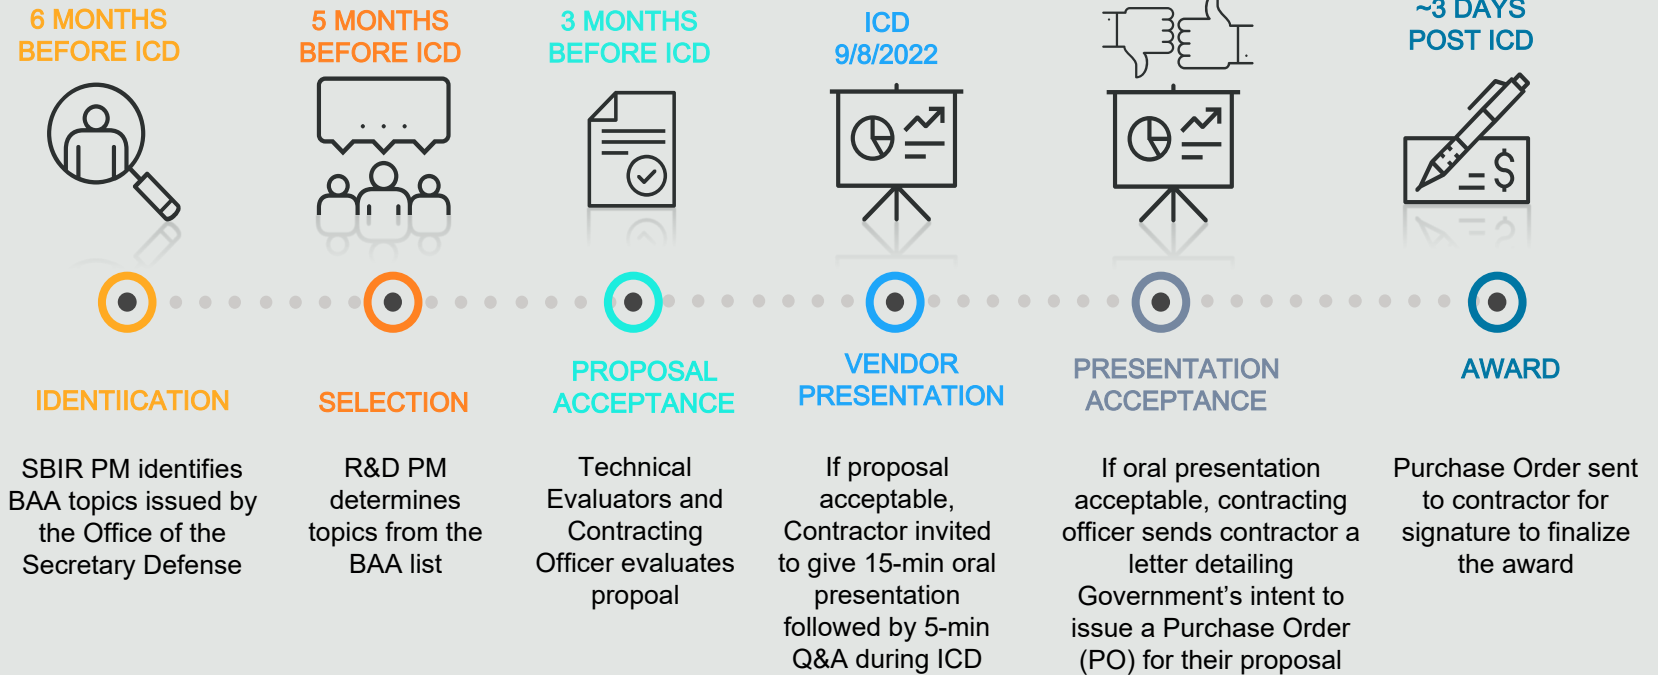 6 MONTHS
BEFORE ICD
5 MONTHS
BEFORE ICD
3 MONTHS
BEFORE ICD
ICD
9/8/2022
~3 DAYS
POST ICD
. . .
$
$
IDENTIICATION
SELECTION
PROPOSAL
ACCEPTANCE
VENDOR
PRESENTATION
PRESENTATION
ACCEPTANCE
AWARD
SBIR PM identifies
BAA topics issued by
the Office of the
Secretary Defense
R&D PM
determines
topics from the
BAA list
Technical
Evaluators and
Contracting
Officer evaluates
propoal
If proposal
acceptable,
Contractor invited
to give 15-min oral
presentation
followed by 5-min
Q&A during ICD
If oral presentation
acceptable, contracting
officer sends contractor a
letter detailing
Government’s intent to
issue a Purchase Order
(PO) for their proposal
Purchase Order sent
to contractor for
signature to finalize
the award